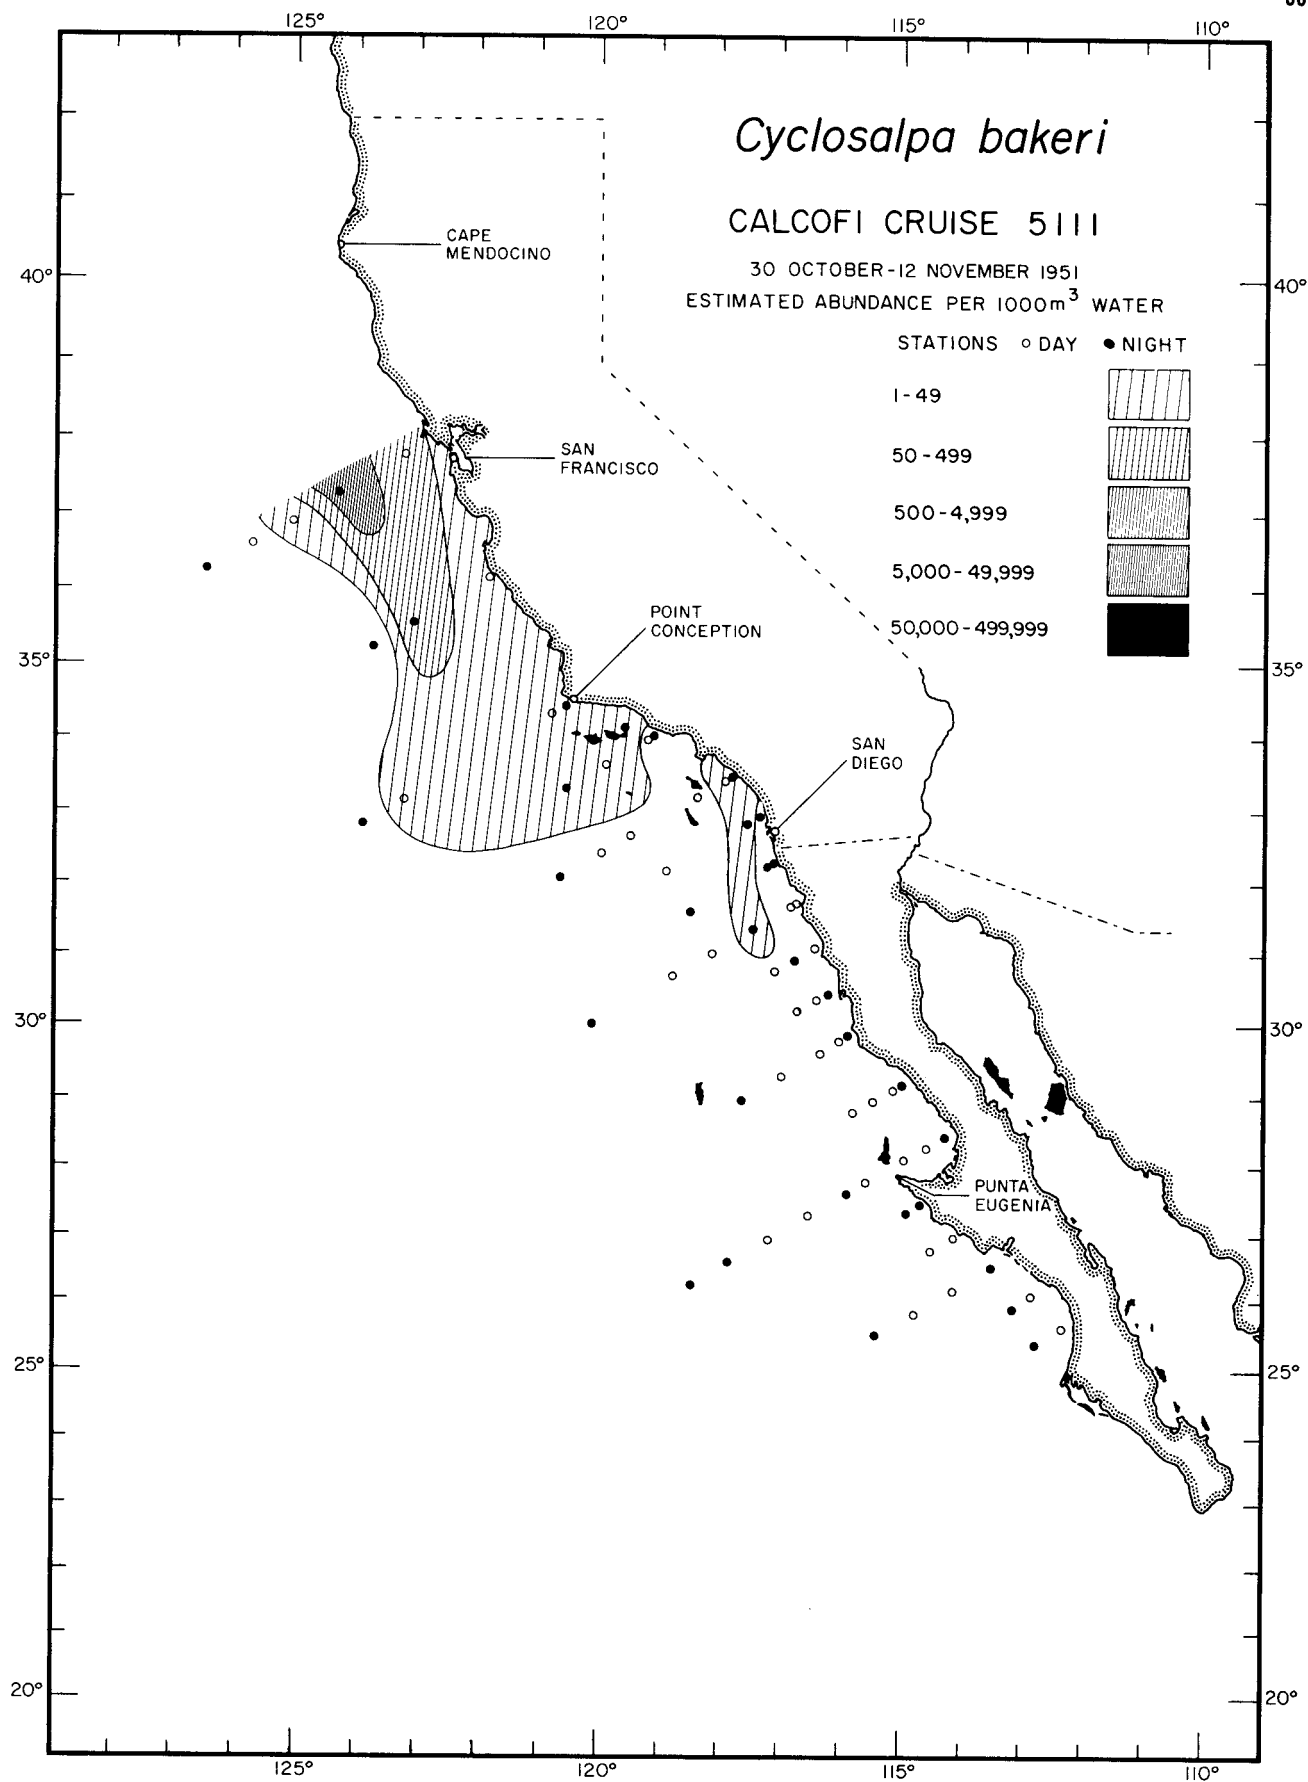 125° 120° 115° 110°
Cyclosalpa bakeri
CALCOFI CRUISE 5111
30 OCTOBER-12 NOVEMBER 1951
ESTIMATED ABUNDANCE PER 1000m³ WATER
STATIONS ○ DAY ● NIGHT
1-49
50-499
500-4,999
5,000-49,999
50,000-499,999
CAPE
MENDOCINO
40° 40°
SAN
FRANCISCO
POINT
CONCEPTION
35° 35°
SAN
DIEGO
30° 30°
PUNTA
EUGENIA
25° 25°
20° 20°
125° 120° 115° 110°